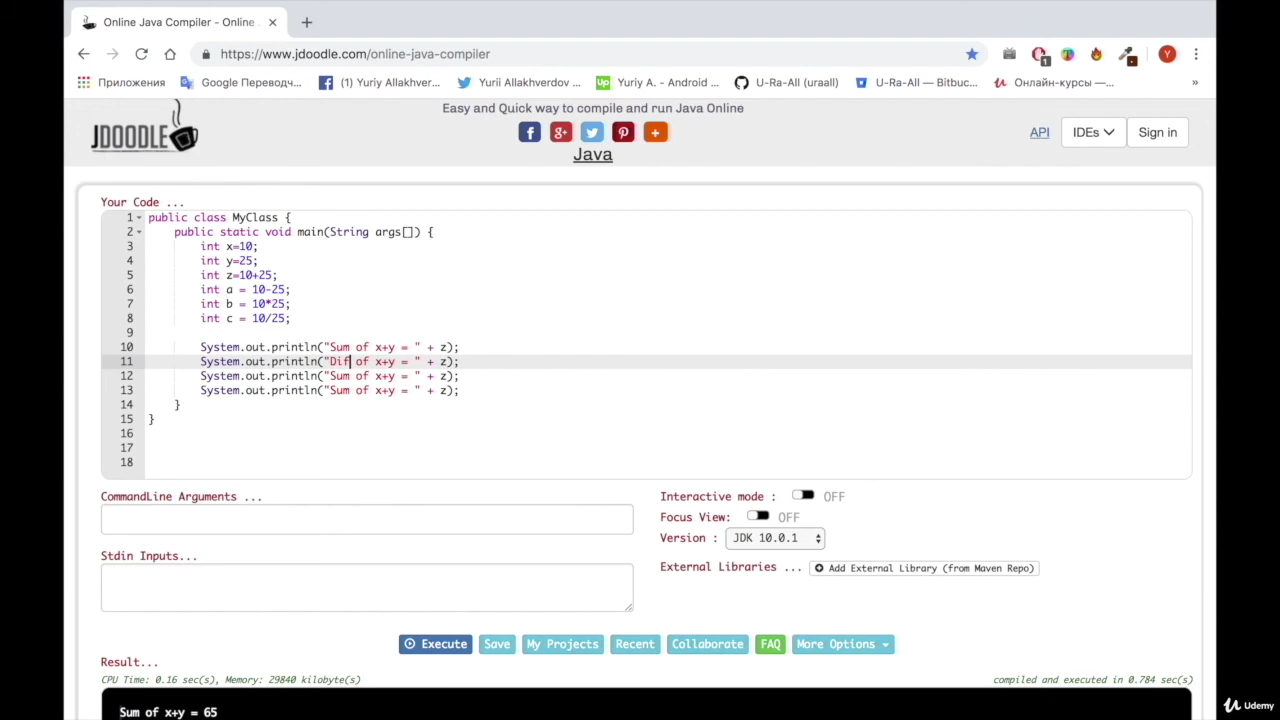 Online Java Compiler - Online
https://www.jdoodle.com/online-java-compiler
1
Y
Приложения
Google Переводч...
(1) Yuriy Allakhver...
Yurii Allakhverdov ...
Up
Yuriy A. - Android ...
U-Ra-All (uraall)
U-Ra-All — Bitbuc...
Онлайн-курсы —...
»
JDOODLE
Easy and Quick way to compile and run Java Online
Java
API
IDEs
Sign in
Your Code ...
1 public class MyClass {
2 public static void main(String args[]) {
3 int x=10;
4 int y=25;
5 int z=10+25;
6 int a = 10-25;
7 int b = 10*25;
8 int c = 10/25;
9
10 System.out.println("Sum of x+y = " + z);
11 System.out.println("Dif of x+y = " + z);
12 System.out.println("Sum of x+y = " + z);
13 System.out.println("Sum of x+y = " + z);
14 }
15 }
16
17
18
CommandLine Arguments ...
Interactive mode : OFF
Focus View: OFF
Version : JDK 10.0.1
Stdin Inputs...
External Libraries ... Add External Library (from Maven Repo)
Execute
Save
My Projects
Recent
Collaborate
FAQ
More Options
Result...
CPU Time: 0.16 sec(s), Memory: 29840 kilobyte(s)
compiled and executed in 0.784 sec(s)
Sum of x+y = 65
Udemy